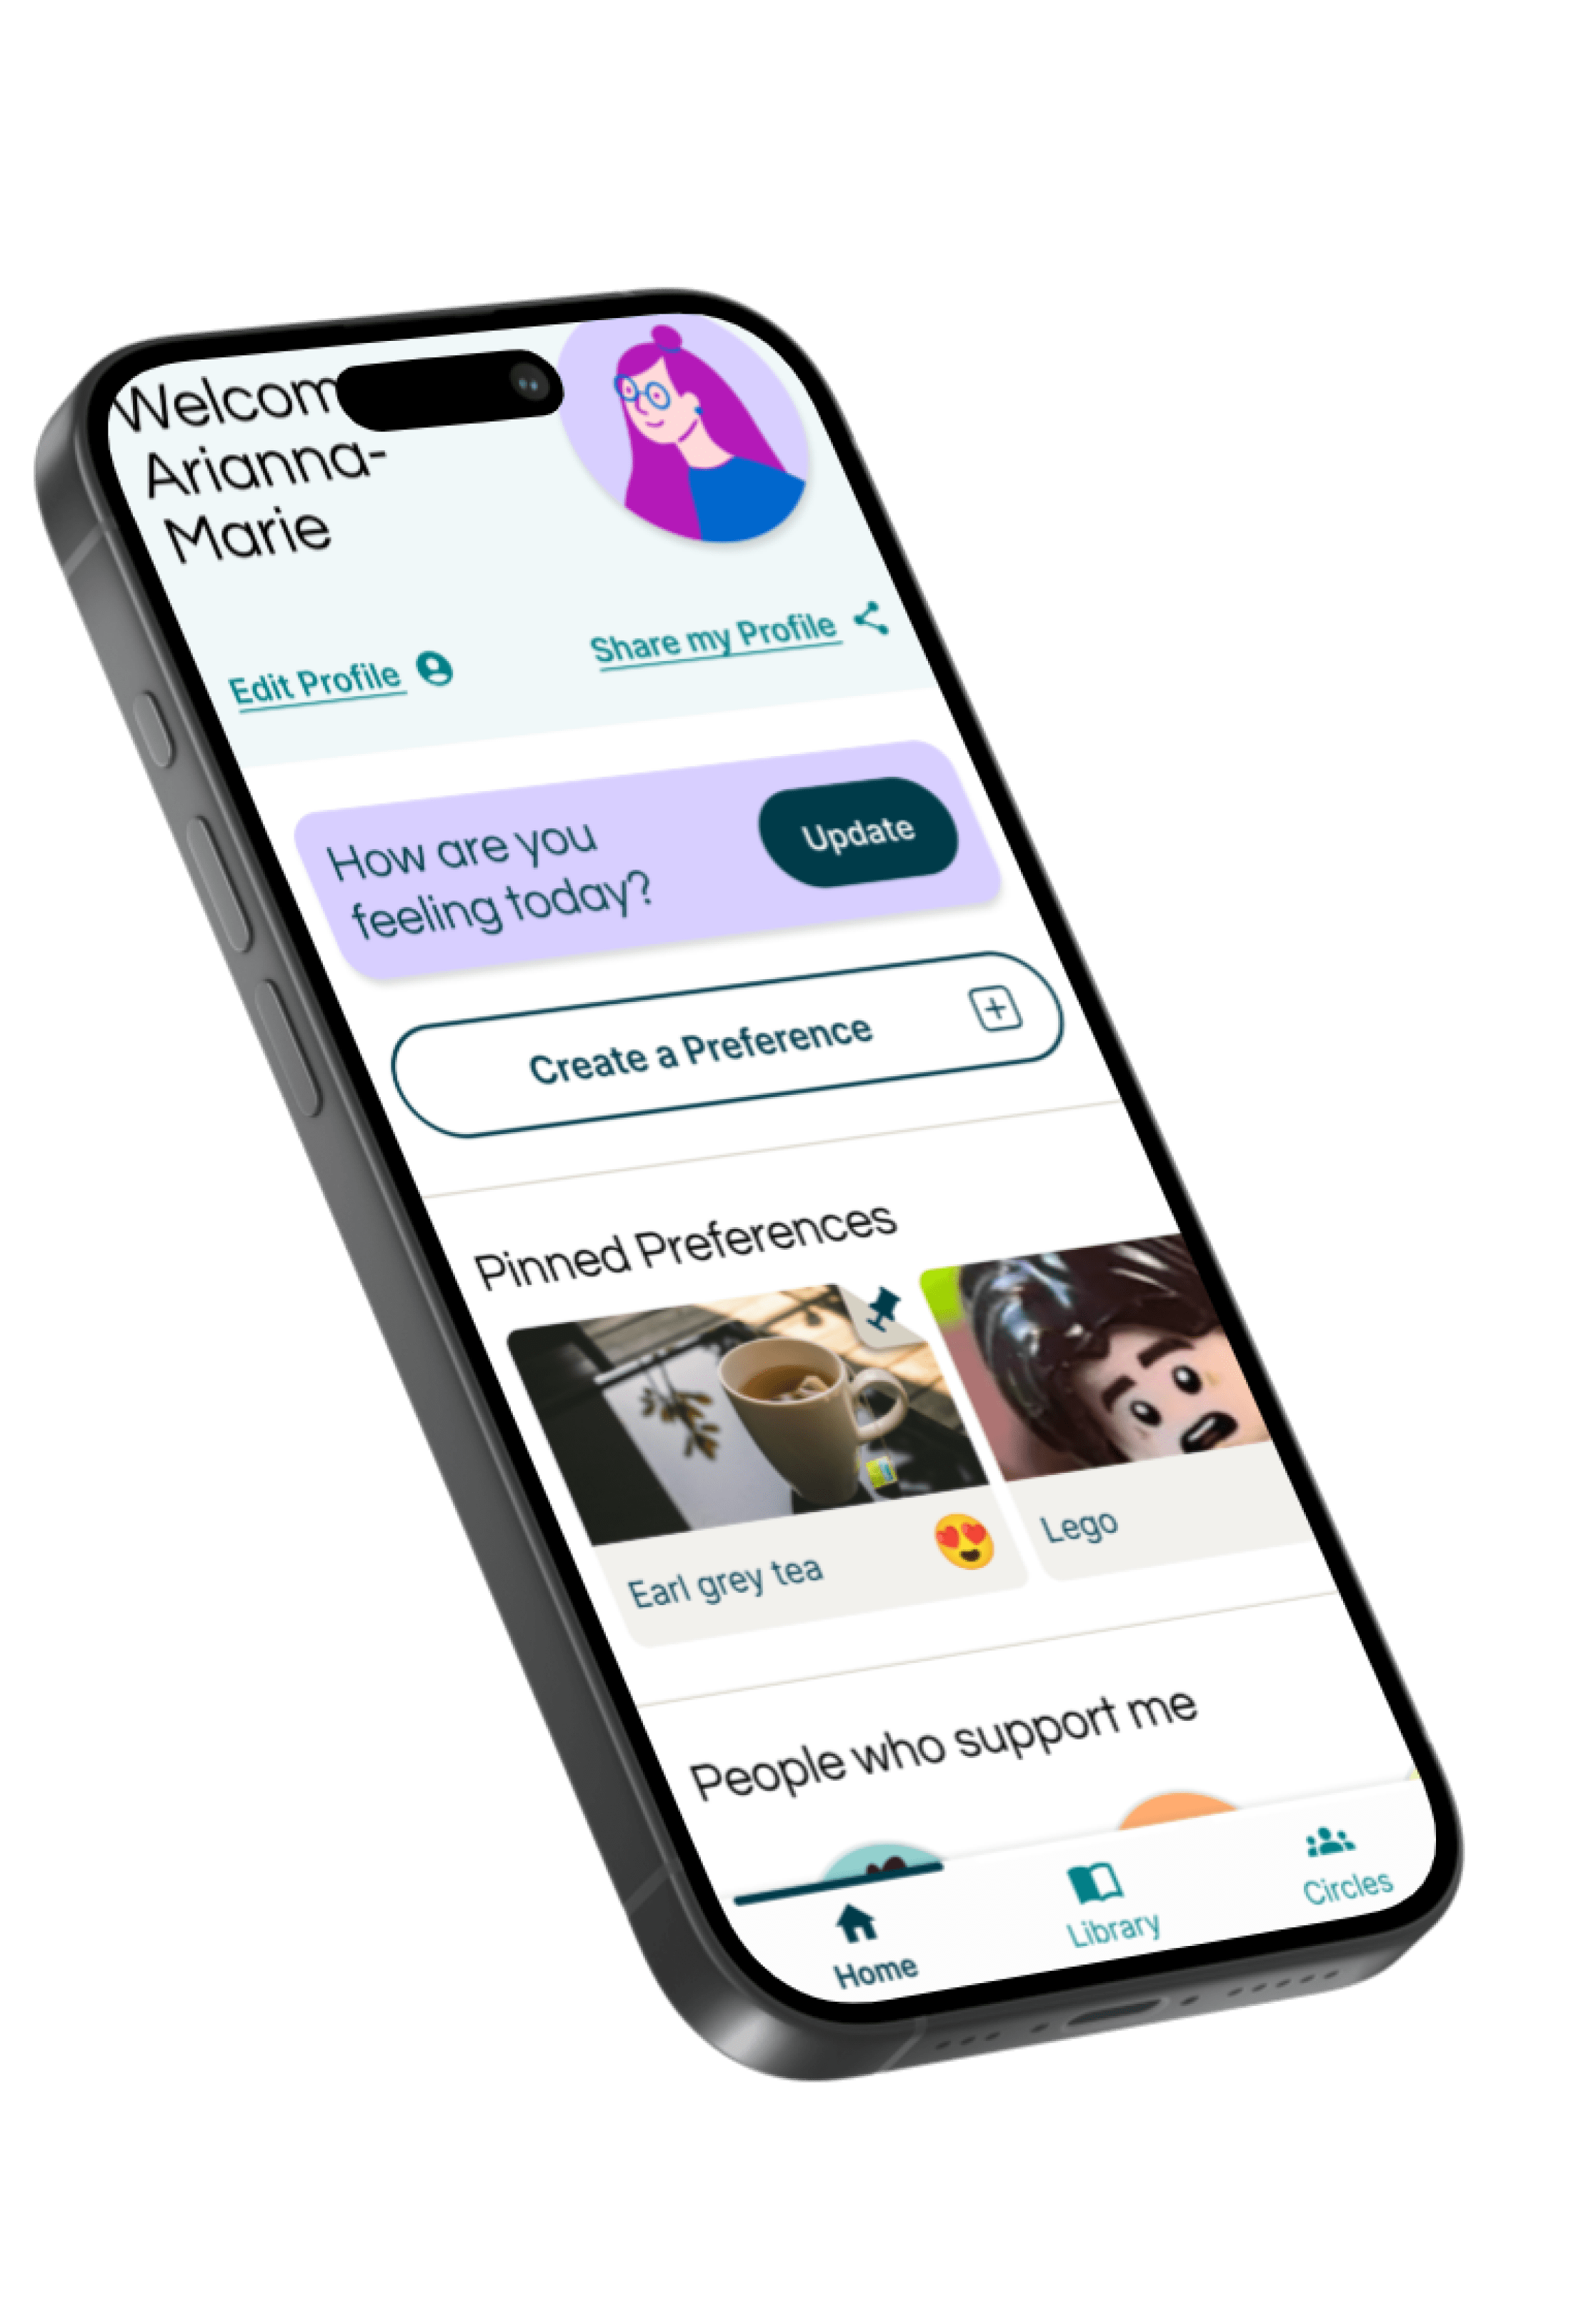 Welcom
Arianna-
Marie
Edit Profile
Share my Profile
How are you
feeling today?
Update
Create a Preference
Pinned Preferences
Earl grey tea
Lego
People who support me
Home
Library
Circles